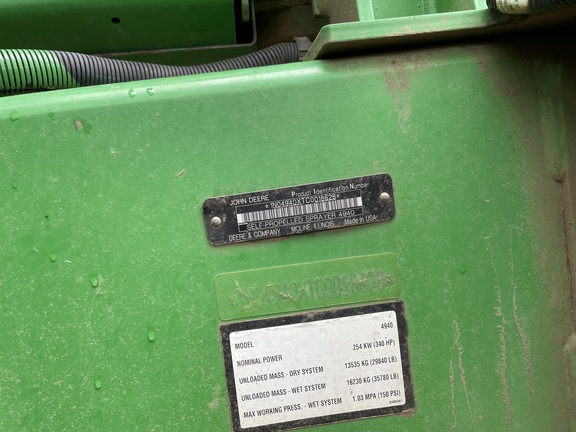 JOHN DEERE Product Identification Number
*1N04940XTC0018628*
SELF-PROPELLED SPRAYER 4940
DEERE & COMPANY MOLINE, ILLINOIS Made in USA
MODEL 4940
NOMINAL POWER 254 KW (340 HP)
UNLOADED MASS - DRY SYSTEM 13535 KG (29840 LB)
UNLOADED MASS - WET SYSTEM 16230 KG (35780 LB)
MAX WORKING PRESS - WET SYSTEM 1.03 MPA (150 PSI)